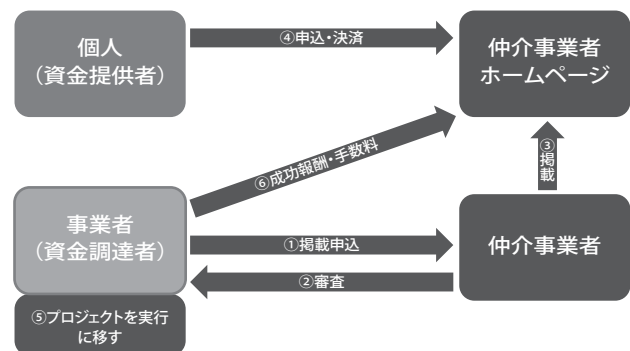 個人
（資金提供者）
④申込・決済
仲介事業者
ホームページ
③掲載
⑥成功報酬・手数料
事業者
（資金調達者）
①掲載申込
仲介事業者
②審査
⑤プロジェクトを実行
に移す